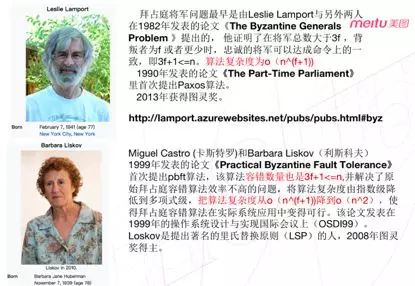 Leslie Lamport
Born February 7, 1941 (age 77)
New York City, New York
拜占庭将军问题最早是由Leslie Lamport与另外两人
在1982年发表的论文《The Byzantine Generals
Problem 》提出的, 他证明了在将军总数大于3f ，背
叛者为f 或者更少时，忠诚的将军可以达成命令上的一
致，即3f+1<=n。算法复杂度为o（n^(f+1)）
1990年发表的论文《The Part-Time Parliament》
里首次提出Paxos算法。
2013年获得图灵奖。
http://lamport.azurewebsites.net/pubs/pubs.html#byz
meitu 美图
Barbara Liskov
Liskov in 2010.
Born Barbara Jane Huberman
November 7, 1939 (age 78)
Miguel Castro (卡斯特罗)和Barbara Liskov（利斯科夫）
1999年发表的论文《Practical Byzantine Fault Tolerance》
首次提出pbft算法，该算法容错数量也是3f+1<=n,并解决了原
始拜占庭容错算法效率不高的问题，将算法复杂度由指数级降
低到多项式级，把算法复杂度从o（n^(f+1)）降到o（n^2），使
得拜占庭容错算法在实际系统应用中变得可行。该论文发表在
1999年的操作系统设计与实现国际会议上（OSDI99）。
Loskov是提出著名的里氏替换原则（LSP）的人，2008年图灵
奖得主。